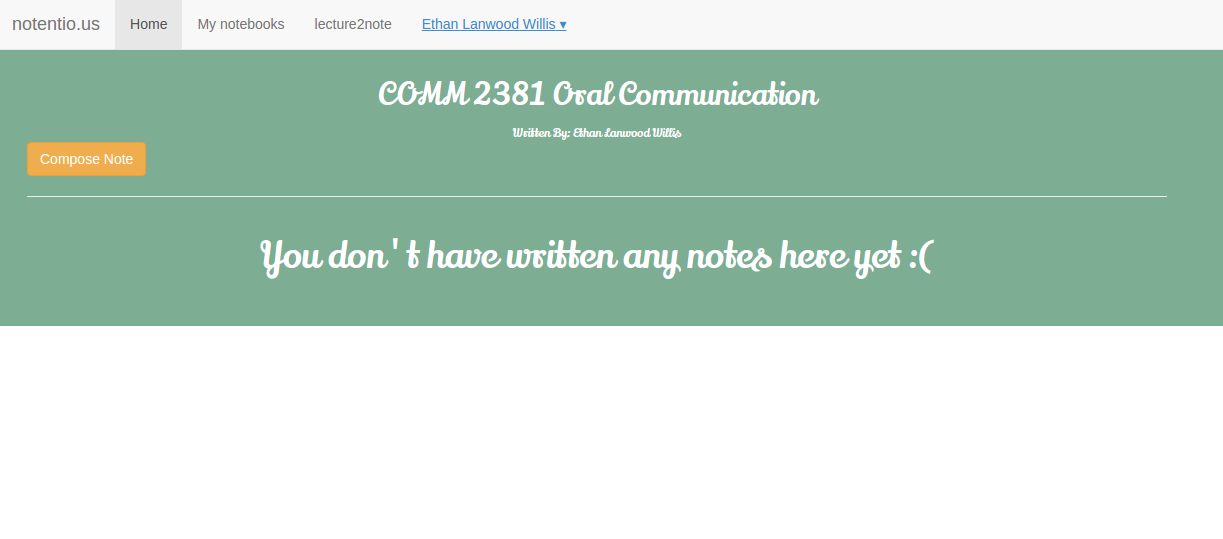 notentio.us Home My notebooks lecture2note Ethan Lanwood Willis ▾
COMM 2381 Oral Communication
Written By: Ethan Lanwood Willis
Compose Note
You don't have written any notes here yet :(